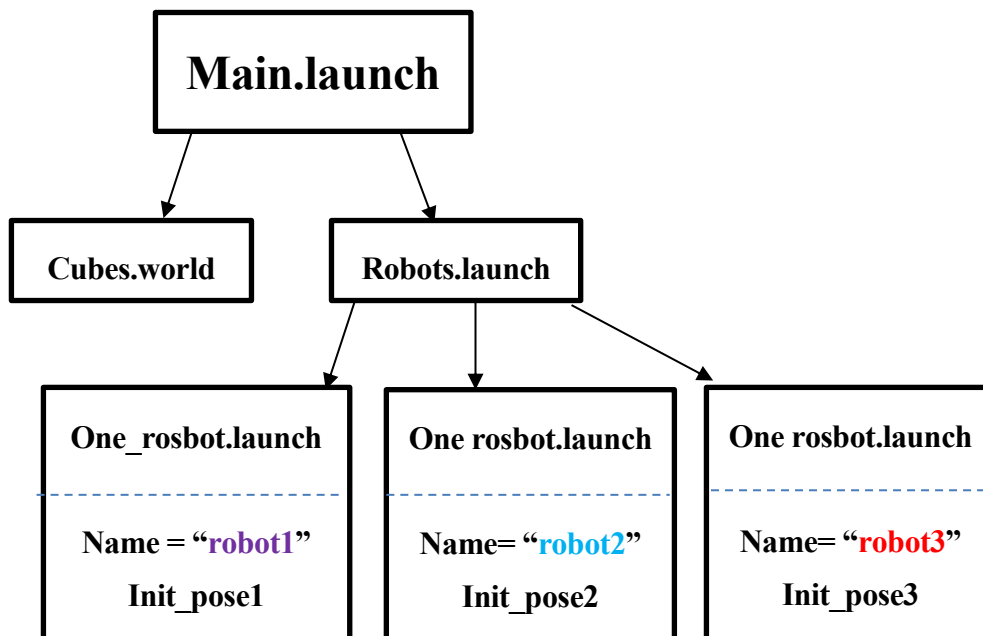 Main.launch
Cubes.world
Robots.launch
One_rosbot.launch
Name = “robot1”
Init_pose1
One rosbot.launch
Name= “robot2”
Init_pose2
One rosbot.launch
Name= “robot3”
Init_pose3